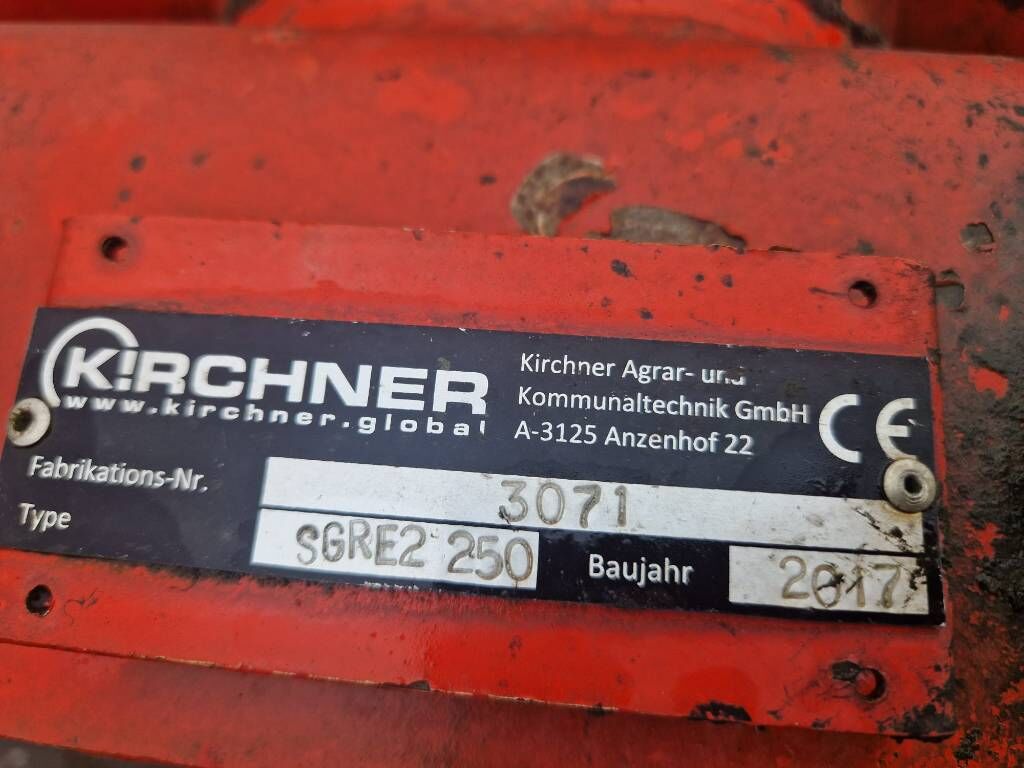 KIRCHNER
www.kirchner.global
Kirchner Agrar- und
Kommunaltechnik GmbH
A-3125 Anzenhof 22
CE
Fabrikations-Nr. 3071
Type SGRE2 250 Baujahr 2017